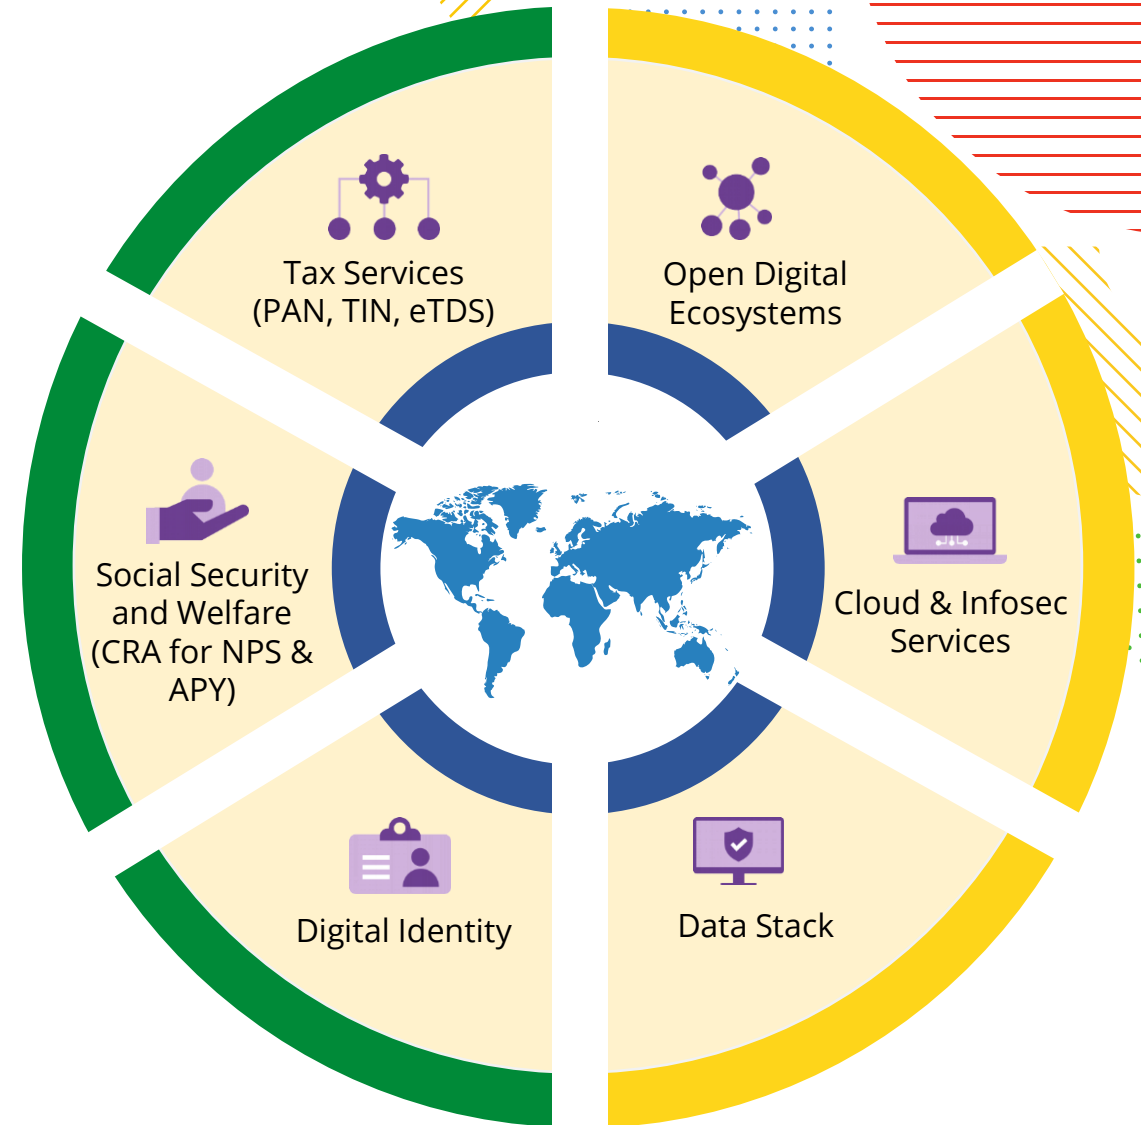 Tax Services
(PAN, TIN, eTDS)
Open Digital
Ecosystems
Social Security
and Welfare
(CRA for NPS &
APY)
Cloud & Infosec
Services
Digital Identity
Data Stack